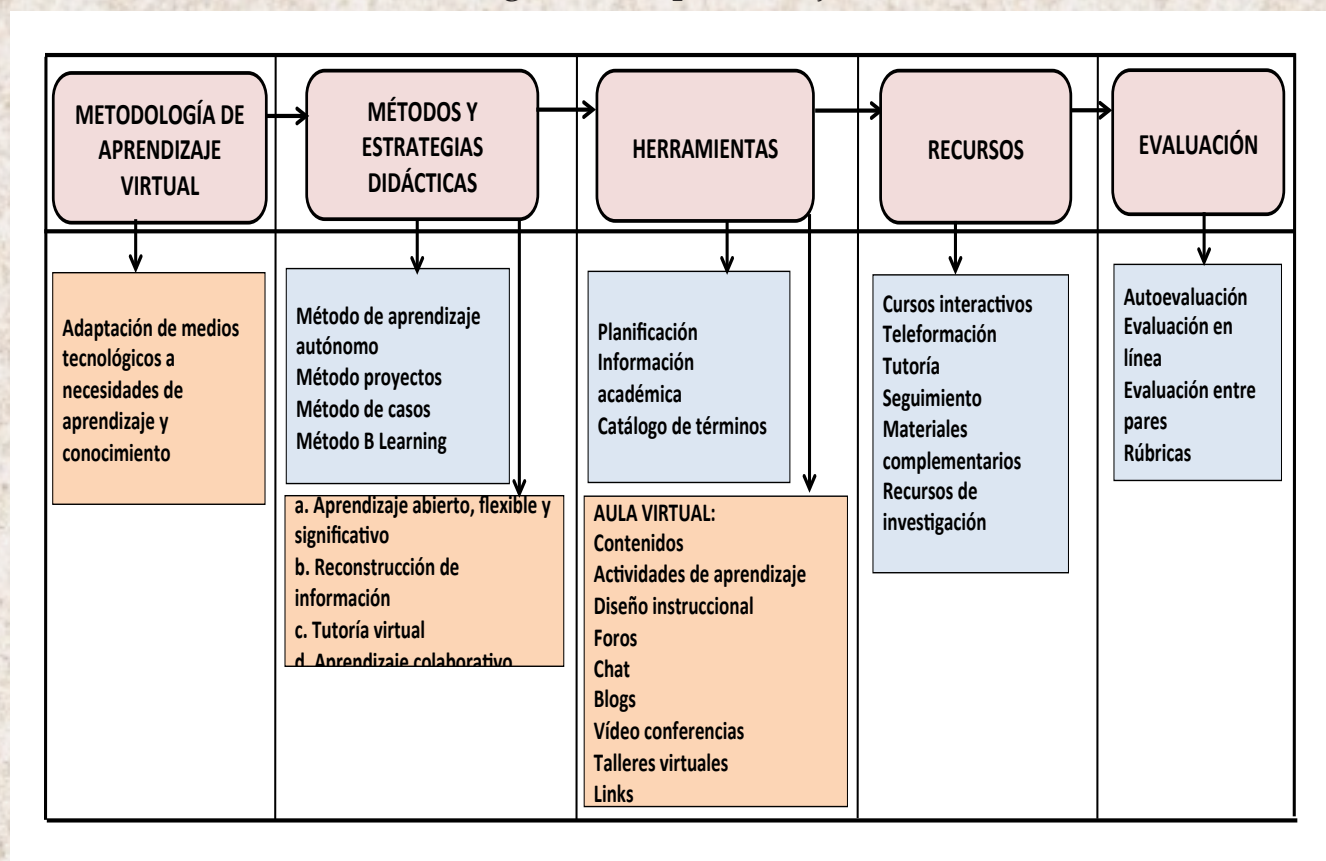 METODOLOGÍA DE
APRENDIZAJE
VIRTUAL
MÉTODOS Y
ESTRATEGIAS
DIDÁCTICAS
HERRAMIENTAS
RECURSOS
EVALUACIÓN
Adaptación de medios
tecnológicos a
necesidades de
aprendizaje y
conocimiento
Método de aprendizaje
autónomo
Método proyectos
Método de casos
Método B Learning
a. Aprendizaje abierto, flexible y
significativo
b. Reconstrucción de
información
c. Tutoría virtual
d. Aprendizaje colaborativo
Planificación
Información
académica
Catálogo de términos
AULA VIRTUAL:
Contenidos
Actividades de aprendizaje
Diseño instruccional
Foros
Chat
Blogs
Vídeo conferencias
Talleres virtuales
Links
Cursos interactivos
Teleformación
Tutoría
Seguimiento
Materiales
complementarios
Recursos de
investigación
Autoevaluación
Evaluación en
línea
Evaluación entre
pares
Rúbricas